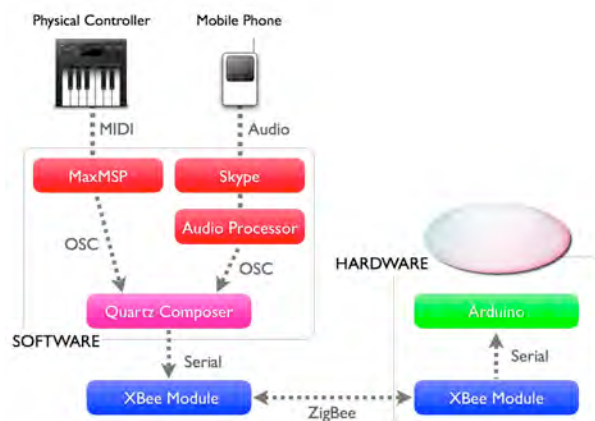 Physical Controller
Mobile Phone
MIDI
Audio
MaxMSP
Skype
Audio Processor
OSC
OSC
HARDWARE
Quartz Composer
Arduino
SOFTWARE
Serial
Serial
XBee Module
XBee Module
ZigBee